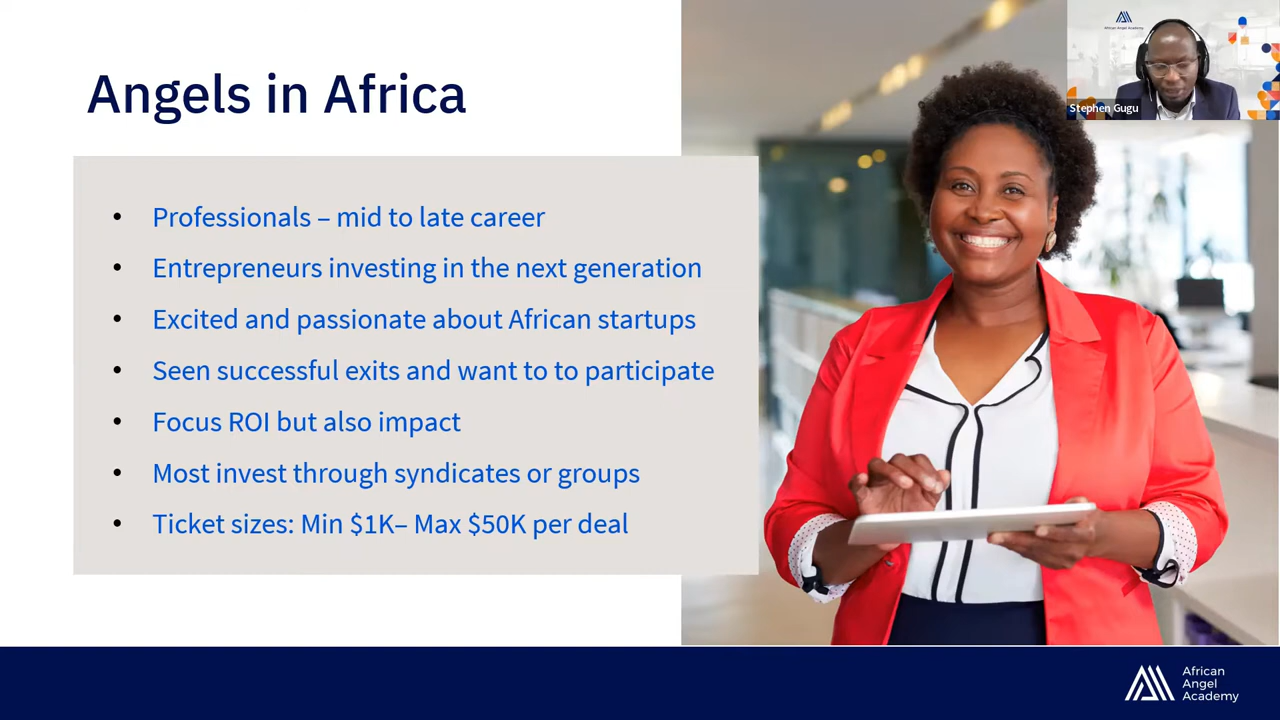 Angels in Africa
• Professionals – mid to late career
• Entrepreneurs investing in the next generation
• Excited and passionate about African startups
• Seen successful exits and want to to participate
• Focus ROI but also impact
• Most invest through syndicates or groups
• Ticket sizes: Min $1K– Max $50K per deal
Stephen Gugu
African
Angel
Academy